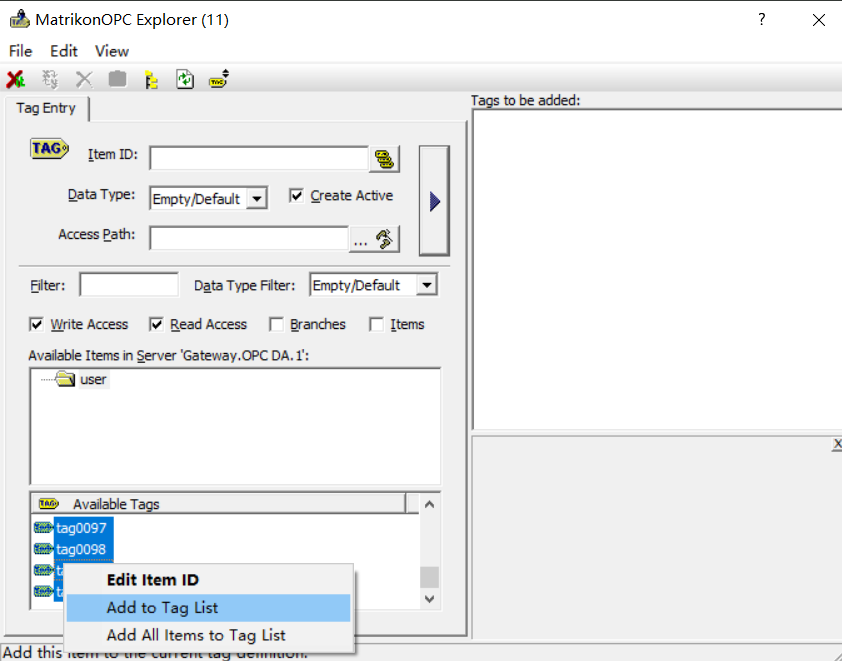 MatrikonOPC Explorer (11)
?
File Edit View
Tag Entry
Tags to be added:
TAG
Item ID:
Data Type: Empty/Default Create Active
Access Path: ...
Filter: Data Type Filter: Empty/Default
Write Access Read Access Branches Items
Available Items in Server 'Gateway.OPC DA.1':
user
X
TAG Available Tags
tag0097
tag0098
Edit Item ID
Add to Tag List
Add All Items to Tag List
Add this item to the current tag definition.